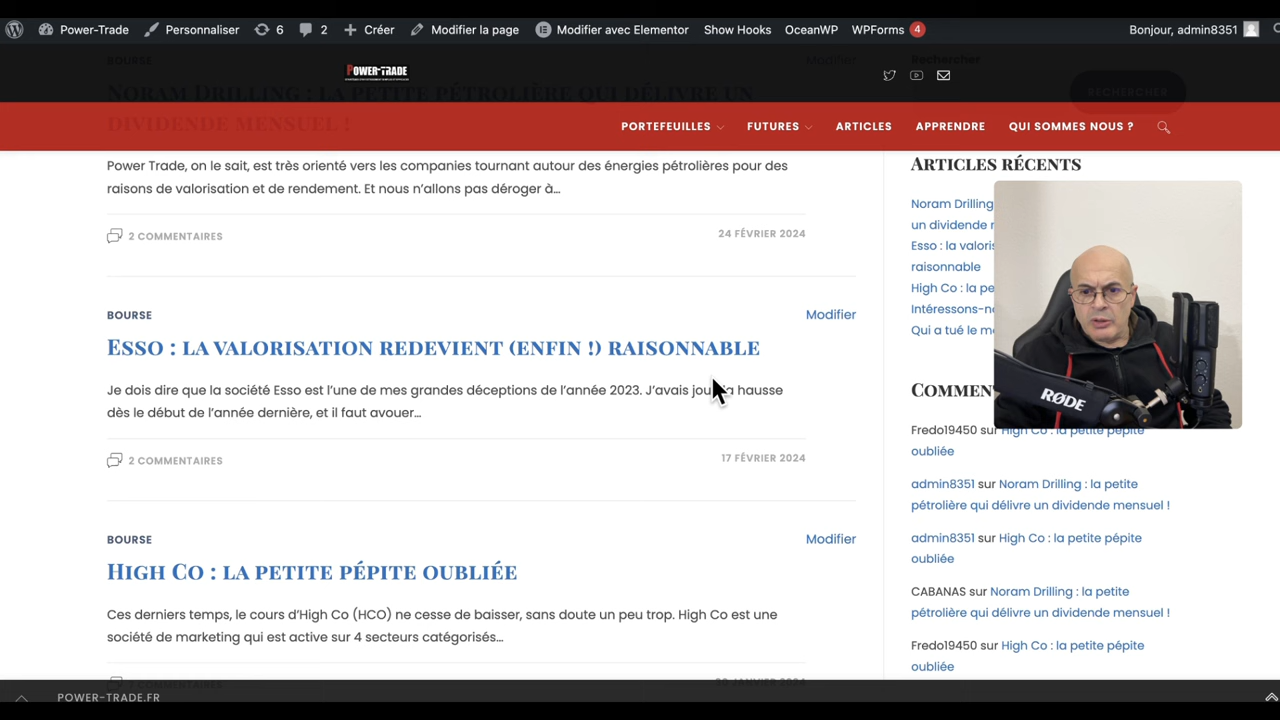 Power-Trade
Personnaliser
6
2
Créer
Modifier la page
Modifier avec Elementor
Show Hooks
OceanWP
WPForms 4
Bonjour, admin8351
BOURSE
Modifier
Rechercher
POWER-TRADE
NORAM DRILLING : LA PETITE PÉTROLIÈRE QUI DÉLIVRE UN
DIVIDENDE MENSUEL !
RECHERCHER
PORTEFEUILLES
FUTURES
ARTICLES
APPRENDRE
QUI SOMMES NOUS ?
Power Trade, on le sait, est très orienté vers les companies tournant autour des énergies pétrolières pour des
raisons de valorisation et de rendement. Et nous n’allons pas déroger à…
2 COMMENTAIRES
24 FÉVRIER 2024
BOURSE
Modifier
ESSO : LA VALORISATION REDEVIENT (ENFIN !) RAISONNABLE
Je dois dire que la société Esso est l’une de mes grandes déceptions de l’année 2023. J’avais hausse
dès le début de l’année dernière, et il faut avouer…
2 COMMENTAIRES
17 FÉVRIER 2024
BOURSE
Modifier
HIGH CO : LA PETITE PÉPITE OUBLIÉE
Ces derniers temps, le cours d’High Co (HCO) ne cesse de baisser, sans doute un peu trop. High Co est une
société de marketing qui est active sur 4 secteurs catégorisés…
COMMENTAIRES
ARTICLES RÉCENTS
Noram Drilling
un dividende
Esso : la
raisonnable
High Co : la
Qui a tué le
RØDE
Fredo19450 sur High Co : la petite pépite
oubliée
admin8351 sur Noram Drilling : la petite
pétrolière qui délivre un dividende mensuel !
admin8351 sur High Co : la petite pépite
oubliée
CABANAS sur Noram Drilling : la petite
pétrolière qui délivre un dividende mensuel !
Fredo19450 sur High Co : la petite pépite
oubliée
POWER-TRADE.FR